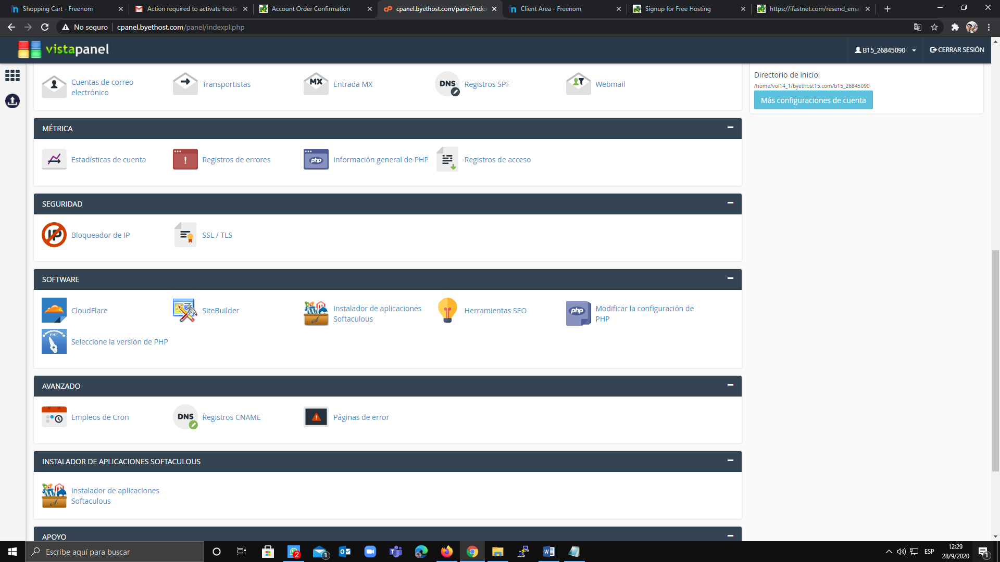 Shopping Cart - Freenom
Action required to activate hostin
Account Order Confirmation
cpanel.byethost.com/panel/index
Client Area - Freenom
Signup for Free Hosting
https://ifastnet.com/resend_ema
No seguro
cpanel.byethost.com/panel/indexpl.php
vistapanel
B15_26845090
CERRAR SESIÓN
Cuentas de correo
electrónico
Transportistas
MX
Entrada MX
DNS
Registros SPF
Webmail
Directorio de inicio:
/home/vol14_1/byethost15.com/b15_26845090
Más configuraciones de cuenta
MÉTRICA
Estadísticas de cuenta
Registros de errores
php
Información general de PHP
Registros de acceso
SEGURIDAD
IP
Bloqueador de IP
SSL / TLS
SOFTWARE
CloudFlare
SiteBuilder
Instalador de aplicaciones
Softaculous
Herramientas SEO
php
Modificar la configuración de
PHP
PHP
Seleccione la versión de PHP
AVANZADO
Empleos de Cron
DNS
Registros CNAME
Páginas de error
INSTALADOR DE APLICACIONES SOFTACULOUS
Instalador de aplicaciones
Softaculous
APOYO
Escribe aquí para buscar
2
1
ESP
12:29
28/9/2020
1